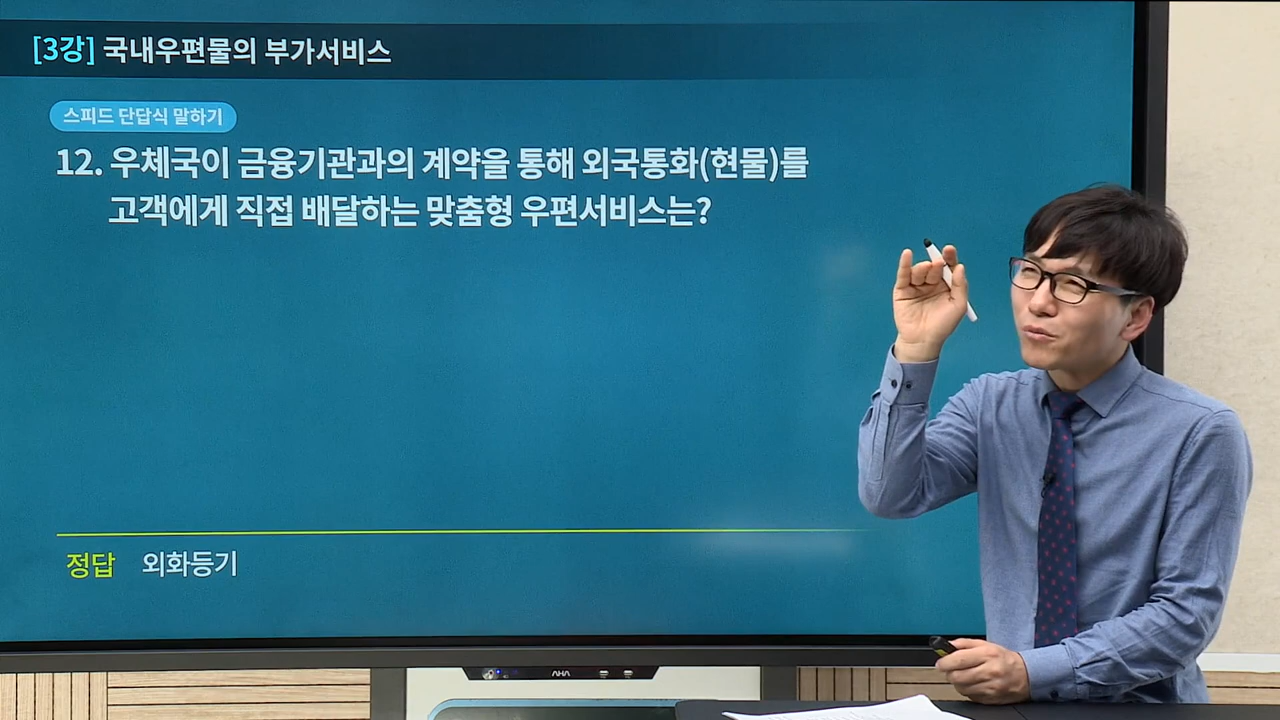 [3강] 국내우편물의 부가서비스
스피드 단답식 말하기
12. 우체국이 금융기관과의 계약을 통해 외국통화(현물)를
고객에게 직접 배달하는 맞춤형 우편서비스는?
정답 외화등기
AHA